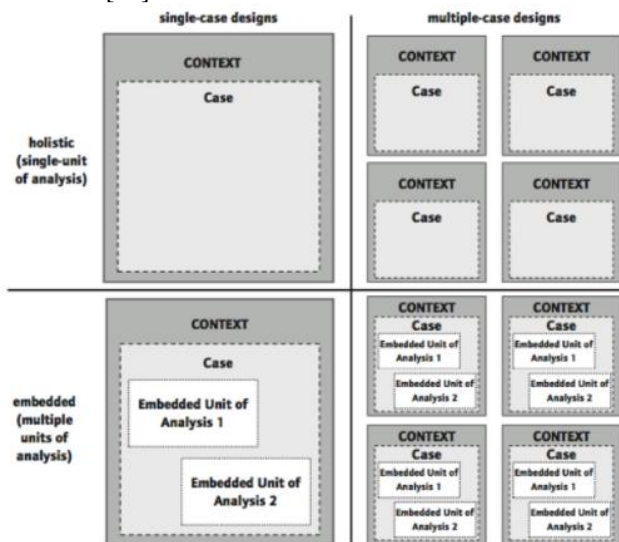 single-case designs
multiple-case designs
holistic
(single-unit
of analysis)
CONTEXT
Case
CONTEXT
Case
CONTEXT
Case
CONTEXT
Case
CONTEXT
Case
embedded
(multiple
units of
analysis)
CONTEXT
Case
Embedded Unit of
Analysis 1
Embedded Unit of
Analysis 2
CONTEXT
Case
Embedded Unit of
Analysis 1
Embedded Unit of
Analysis 2
CONTEXT
Case
Embedded Unit of
Analysis 1
Embedded Unit of
Analysis 2
CONTEXT
Case
Embedded Unit of
Analysis 1
Embedded Unit of
Analysis 2
CONTEXT
Case
Embedded Unit of
Analysis 1
Embedded Unit of
Analysis 2